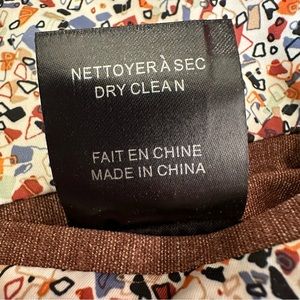 NETTOYER À SEC
DRY CLEAN
FAIT EN CHINE
MADE IN CHINA